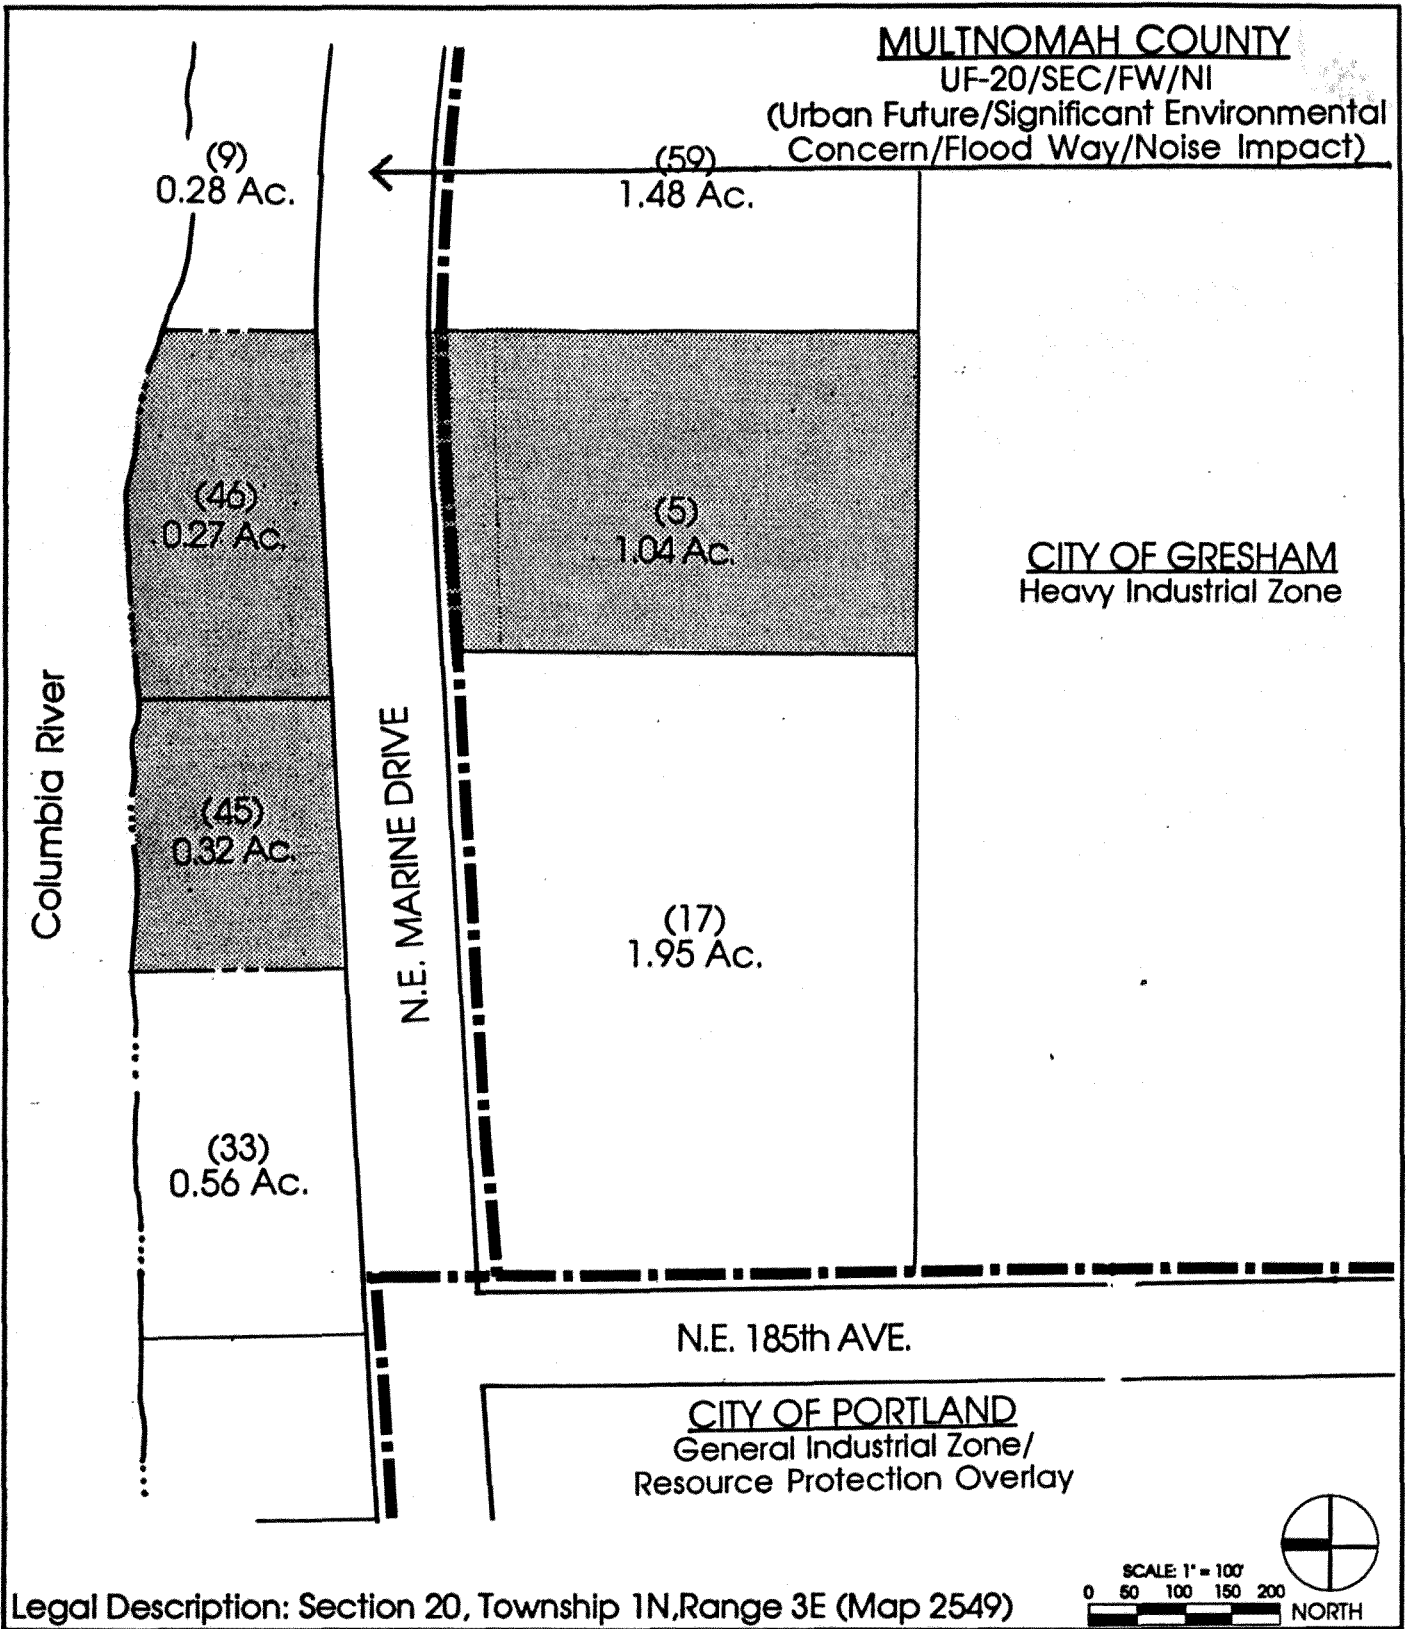 MULTNOMAH COUNTY
UF-20/SEC/FW/NI
(Urban Future/Significant Environmental
Concern/Flood Way/Noise Impact)
(9)
0.28 Ac.
(59)
1.48 Ac.
(46)
0.27 Ac.
(5)
1.04 Ac.
CITY OF GRESHAM
Heavy Industrial Zone
Columbia River
N.E. MARINE DRIVE
(45)
0.32 Ac.
(17)
1.95 Ac.
(33)
0.56 Ac.
N.E. 185th AVE.
CITY OF PORTLAND
General Industrial Zone/
Resource Protection Overlay
SCALE: 1" = 100'
0 50 100 150 200
NORTH
Legal Description: Section 20, Township 1N,Range 3E (Map 2549)